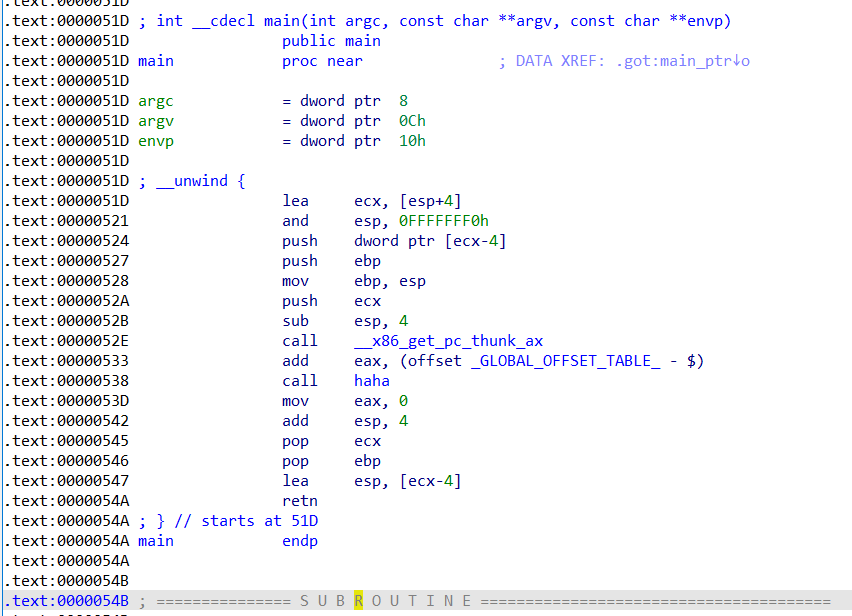 .text:0000051D
.text:0000051D ; int __cdecl main(int argc, const char **argv, const char **envp)
.text:0000051D                 public main
.text:0000051D main            proc near               ; DATA XREF: .got:main_ptr↓o
.text:0000051D
.text:0000051D argc            = dword ptr  8
.text:0000051D argv            = dword ptr  0Ch
.text:0000051D envp            = dword ptr  10h
.text:0000051D
.text:0000051D ; __unwind {
.text:0000051D                 lea     ecx, [esp+4]
.text:00000521                 and     esp, 0FFFFFFF0h
.text:00000524                 push    dword ptr [ecx-4]
.text:00000527                 push    ebp
.text:00000528                 mov     ebp, esp
.text:0000052A                 push    ecx
.text:0000052B                 sub     esp, 4
.text:0000052E                 call    __x86_get_pc_thunk_ax
.text:00000533                 add     eax, (offset _GLOBAL_OFFSET_TABLE_ - $)
.text:00000538                 call    haha
.text:0000053D                 mov     eax, 0
.text:00000542                 add     esp, 4
.text:00000545                 pop     ecx
.text:00000546                 pop     ebp
.text:00000547                 lea     esp, [ecx-4]
.text:0000054A                 retn
.text:0000054A ; } // starts at 51D
.text:0000054A main            endp
.text:0000054A
.text:0000054B
.text:0000054B ; =============== S U B R O U T I N E =======================================